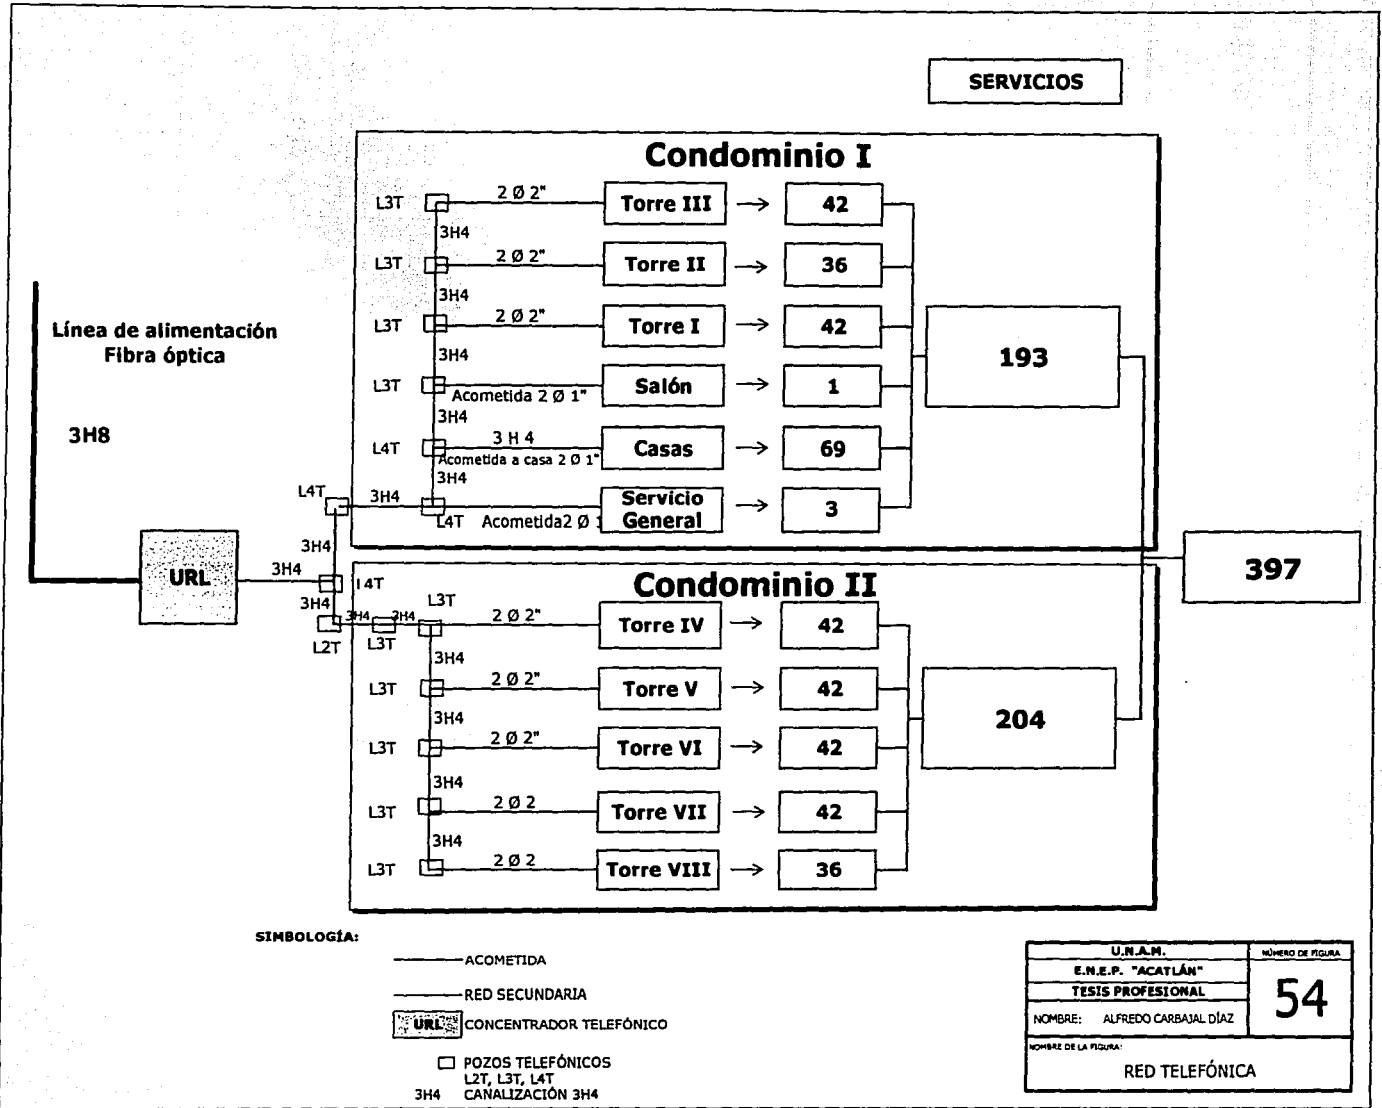 SERVICIOS
Condominio I
L3T
2 Ø 2"
Torre III
42
3H4
L3T
2 Ø 2"
Torre II
36
3H4
L3T
2 Ø 2"
Torre I
42
3H4
193
L3T
Acometida 2 Ø 1"
Salón
1
3H4
L4T
3 H 4
Acometida a casa 2 Ø 1"
Casas
69
3H4
L4T
3H4
L4T
Acometida2 Ø
Servicio
General
3
Línea de alimentación
Fibra óptica
3H8
URL
3H4
3H4
L4T
3H4
397
Condominio II
L2T
3H4
L3T
3H4
L3T
2 Ø 2"
Torre IV
42
3H4
L3T
2 Ø 2"
Torre V
42
3H4
204
L3T
2 Ø 2"
Torre VI
42
3H4
L3T
2 Ø 2
Torre VII
42
3H4
L3T
2 Ø 2
Torre VIII
36
SIMBOLOGÍA:
ACOMETIDA
RED SECUNDARIA
URL CONCENTRADOR TELEFÓNICO
POZOS TELEFÓNICOS
L2T, L3T, L4T
3H4 CANALIZACIÓN 3H4
U.N.A.M.
E.N.E.P. "ACATLÁN"
TESIS PROFESIONAL
NOMBRE: ALFREDO CARBAJAL DÍAZ
NÚMERO DE FIGURA
54
NOMBRE DE LA FIGURA:
RED TELEFÓNICA